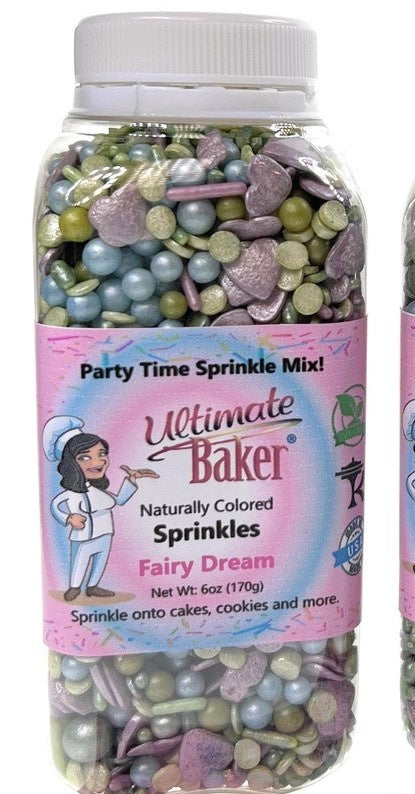 Party Time Sprinkle Mix!
Ultimate
Baker®
Naturally Colored
Sprinkles
Fairy Dream
Net Wt: 6oz (170g)
Sprinkle onto cakes, cookies and more.
K
USA